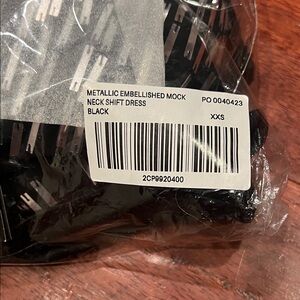 METALLIC EMBELLISHED MOCK PO 0040423
NECK SHIFT DRESS
BLACK XXS
2CP9920400